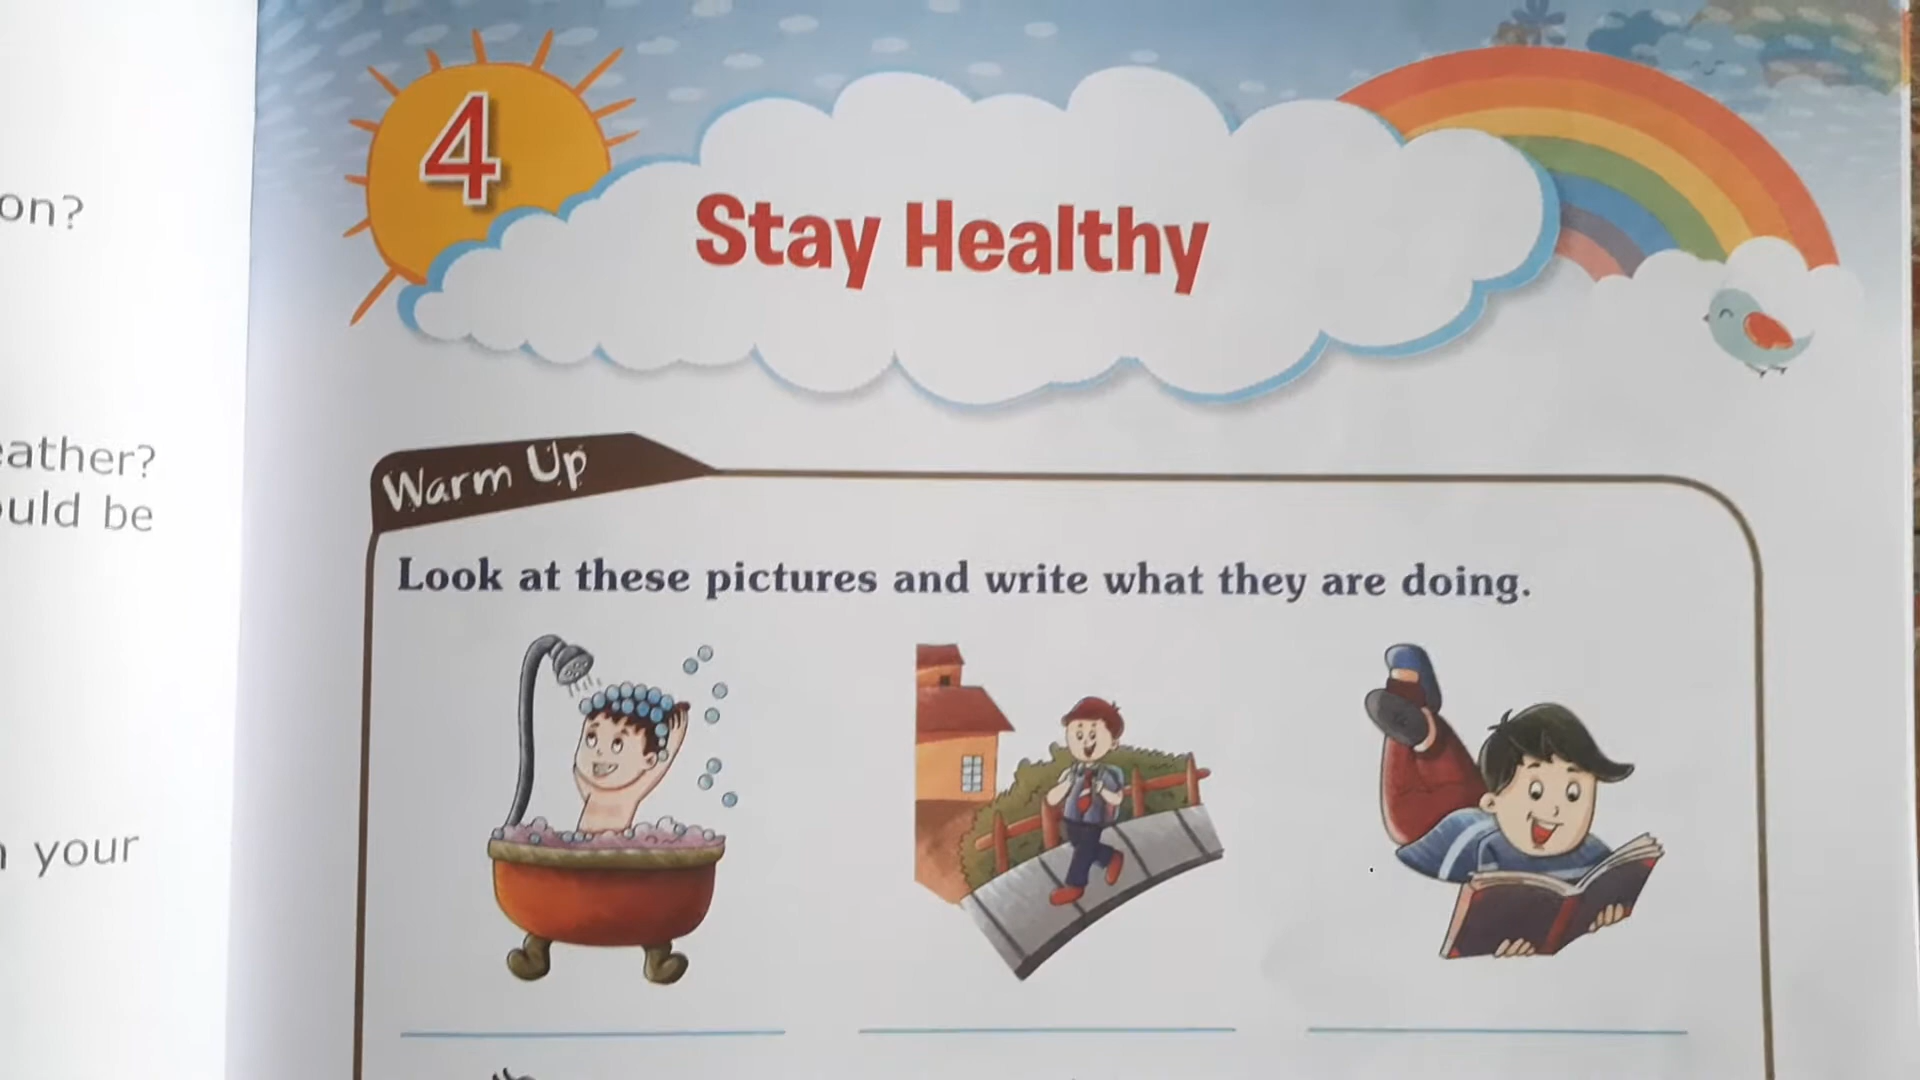 on?
ather?
uld be
your
4
Stay Healthy
Warm Up
Look at these pictures and write what they are doing.